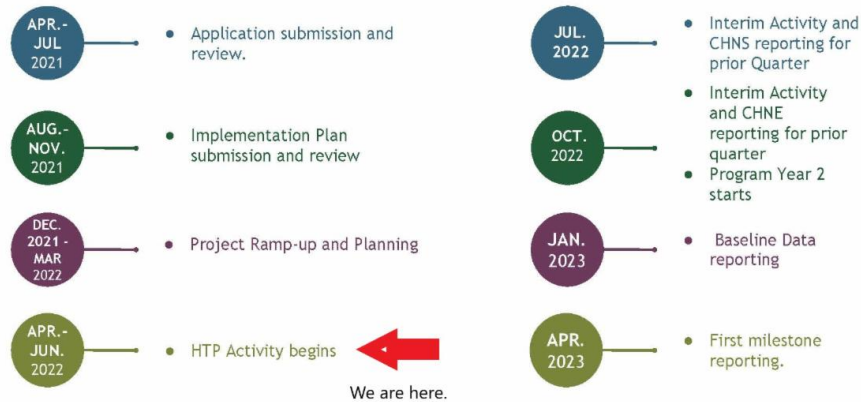 APR.-
JUL
2021
• Application submission and
review.
AUG.-
NOV.
2021
• Implementation Plan
submission and review
DEC.
2021 -
MAR
2022
• Project Ramp-up and Planning
APR.-
JUN.
2022
• HTP Activity begins
We are here.
JUL.
2022
• Interim Activity and
CHNS reporting for
prior Quarter
OCT.
2022
• Interim Activity
and CHNE
reporting for prior
quarter
• Program Year 2
starts
JAN.
2023
• Baseline Data
reporting
APR.
2023
• First milestone
reporting.